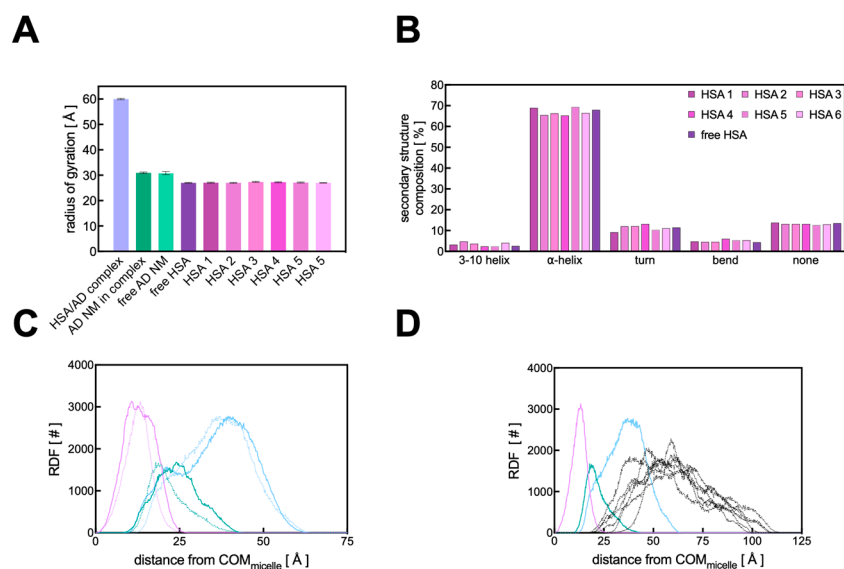 A
B
radius of gyration [ Å ]
60
50
40
30
20
10
0
HSA/AD complex
AD NM in complex
free AD NM
free HSA
HSA 1
HSA 2
HSA 3
HSA 4
HSA 5
HSA 5
secondary structure
composition [ % ]
80
70
60
50
40
30
20
10
0
HSA 1 HSA 2 HSA 3
HSA 4 HSA 5 HSA 6
free HSA
3-10 helix α-helix turn bend none
C
D
RDF [ # ]
4000
3000
2000
1000
0
0 25 50 75
distance from COMmicelle [ Å ]
RDF [ # ]
4000
3000
2000
1000
0
0 25 50 75 100 125
distance from COMmicelle [ Å ]